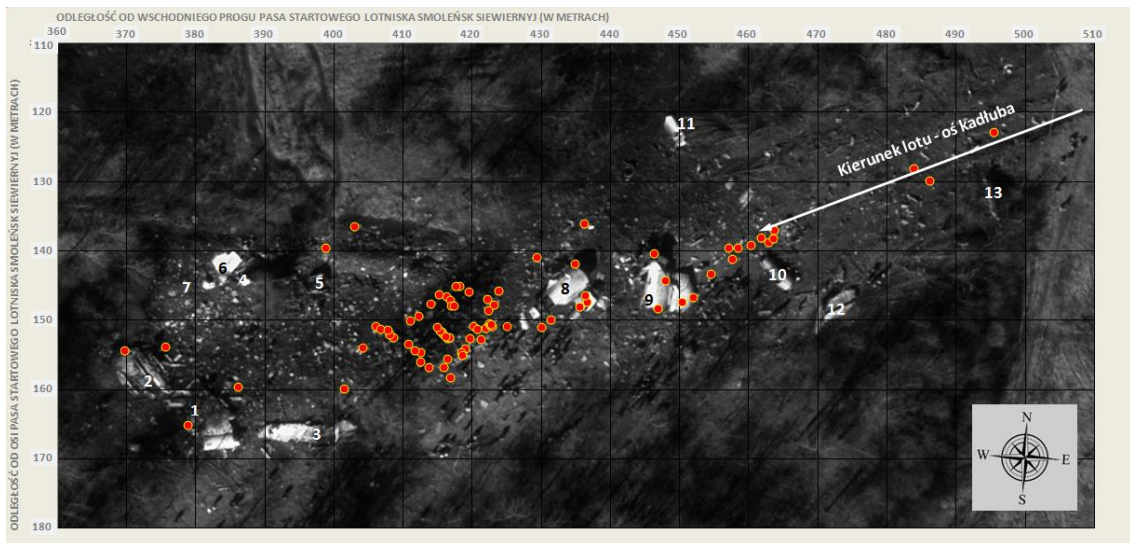 ODLEGŁOŚĆ OD WSCHODNIEGO PROGU PASA STARTOWEGO LOTNISKA SMOLEŃSK SIEWIERNYJ (W METRACH)
360 370 380 390 400 410 420 430 440 450 460 470 480 490 500 510
ODLEGŁOŚĆ OD OSI PASA STARTOWEGO LOTNISKA SMOLEŃSK SIEWIERNYJ (W METRACH)
110
120
130
140
150
160
170
180
11
Kierunek lotu - oś kadłuba
13
6
7
4
5
8
9
10
12
2
1
3
N
W
E
S